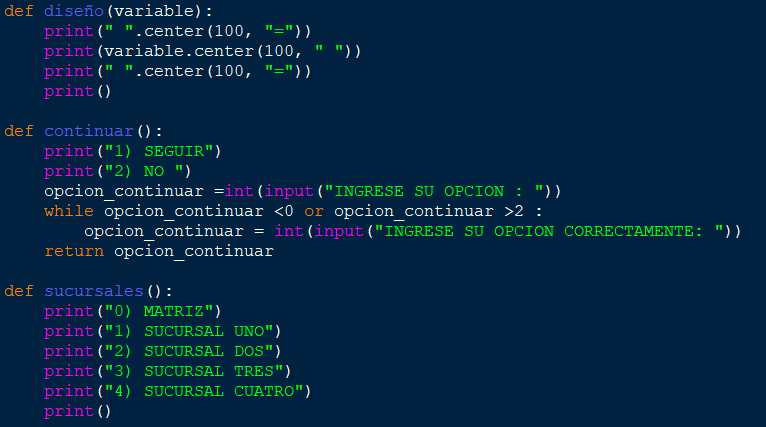 def diseño(variable):
    print(" ".center(100, "="))
    print(variable.center(100, " "))
    print(" ".center(100, "="))
    print()

def continuar():
    print("1) SEGUIR")
    print("2) NO ")
    opcion_continuar =int(input("INGRESE SU OPCION : "))
    while opcion_continuar <0 or opcion_continuar >2 :
        opcion_continuar = int(input("INGRESE SU OPCION CORRECTAMENTE: "))
    return opcion_continuar

def sucursales():
    print("0) MATRIZ")
    print("1) SUCURSAL UNO")
    print("2) SUCURSAL DOS")
    print("3) SUCURSAL TRES")
    print("4) SUCURSAL CUATRO")
    print()